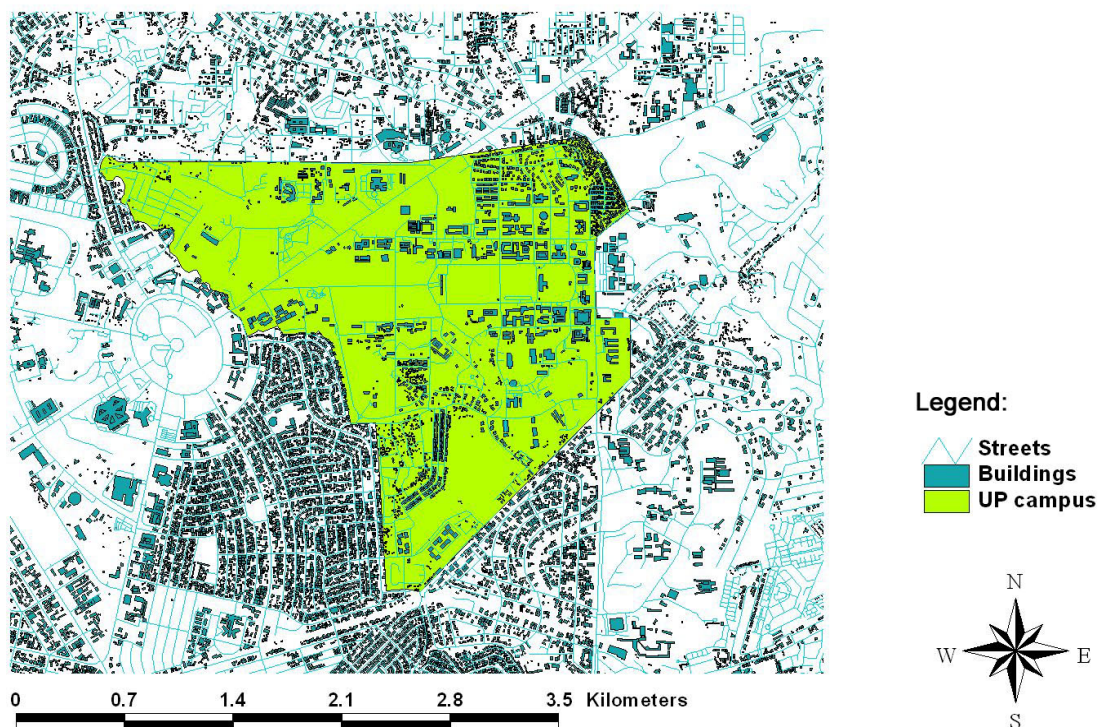 Legend:
Streets
Buildings
UP campus
N
W E
S
0 0.7 1.4 2.1 2.8 3.5 Kilometers